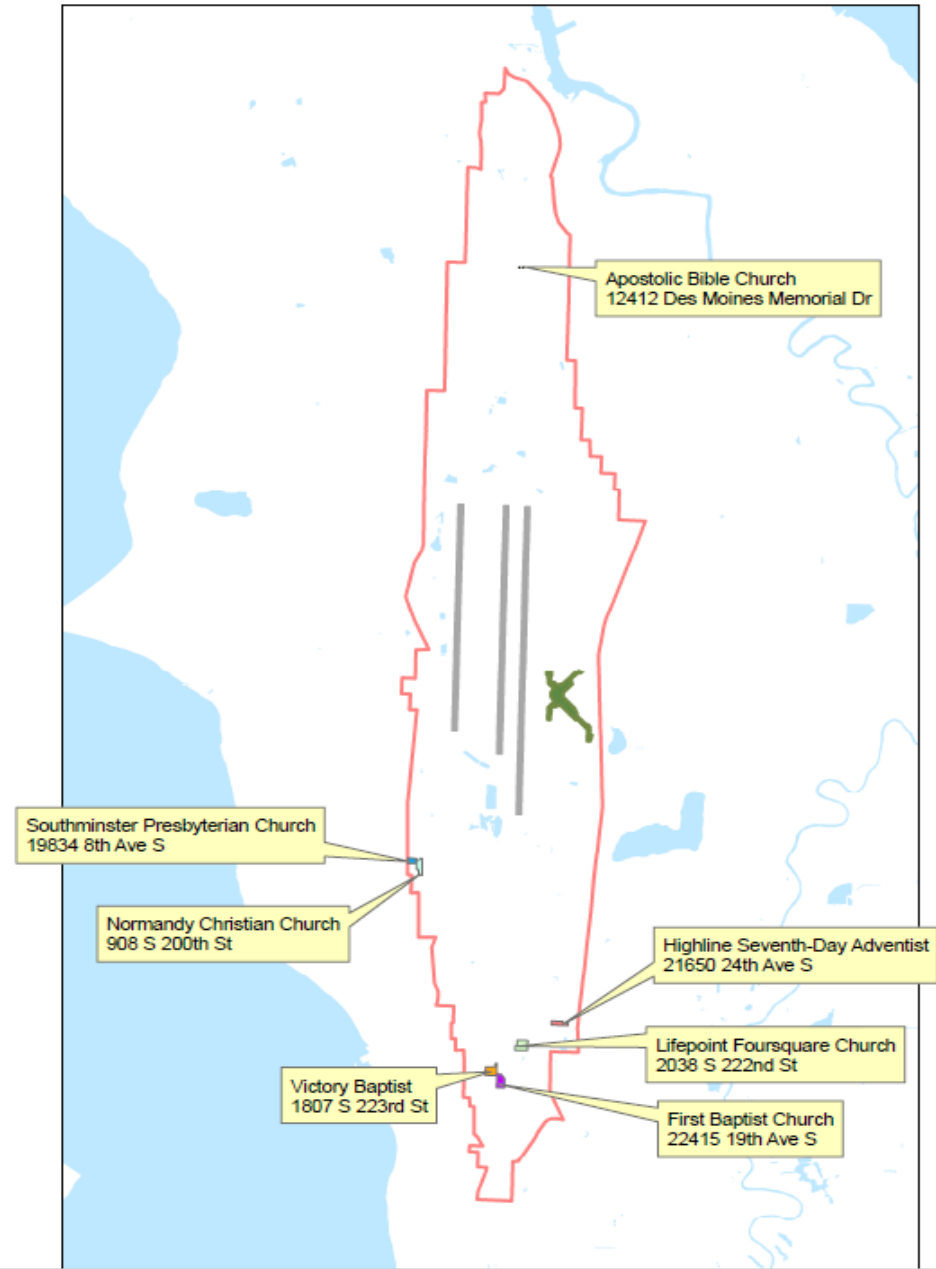 Apostolic Bible Church
12412 Des Moines Memorial Dr
Southminster Presbyterian Church
19834 8th Ave S
Normandy Christian Church
908 S 200th St
Highline Seventh-Day Adventist
21650 24th Ave S
Lifepoint Foursquare Church
2038 S 222nd St
Victory Baptist
1807 S 223rd St
First Baptist Church
22415 19th Ave S